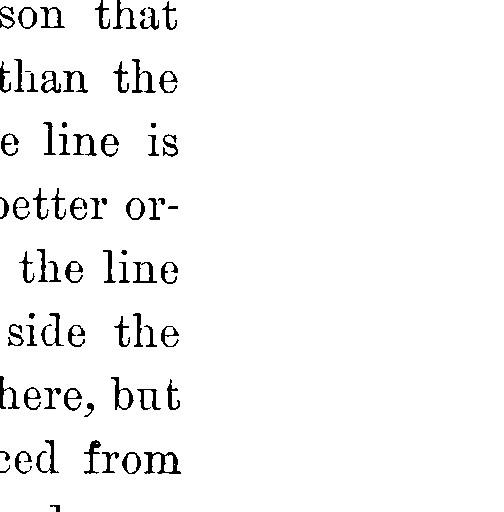 son that
than the
e line is
better or-
the line
side the
here, but
ced from